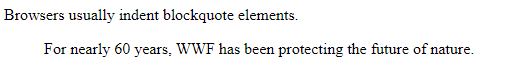 Browsers usually indent blockquote elements.
For nearly 60 years, WWF has been protecting the future of nature.